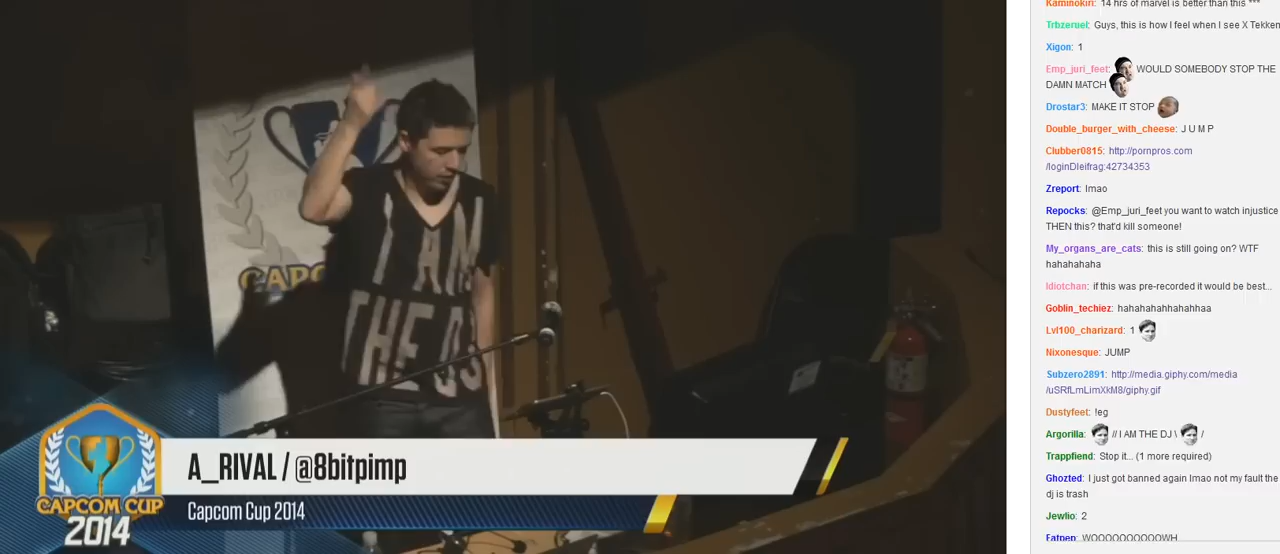 I AM
THE DJ
CAPC
A_RIVAL / @8bitpimp
Capcom Cup 2014
CAPCOM CUP
2014
Kaminokiri: 14 hrs of marvel is better than this ***
Trbzeruel: Guys, this is how I feel when I see X Tekken
Xigon: 1
Emp_juri_feet: WOULD SOMEBODY STOP THE
DAMN MATCH
Drostar3: MAKE IT STOP
Double_burger_with_cheese: J U M P
Clubber0815: http://pornpros.com
/loginDleifrag:42734353
Zreport: lmao
Repocks: @Emp_juri_feet you want to watch injustice
THEN this? that'd kill someone!
My_organs_are_cats: this is still going on? WTF
hahahahaha
Idiotchan: if this was pre-recorded it would be best...
Goblin_techiez: hahahahahhahahhaa
Lvl100_charizard: 1
Nixonesque: JUMP
Subzero2891: http://media.giphy.com/media
/uSRfLmLimXkM8/giphy.gif
Dustyfeet: !eg
Argorilla: // I AM THE DJ \ /
Trappfiend: Stop it... (1 more required)
Ghozted: I just got banned again lmao not my fault the
dj is trash
Jewlio: 2
Fatpep: WOOOOOOOOOOWH